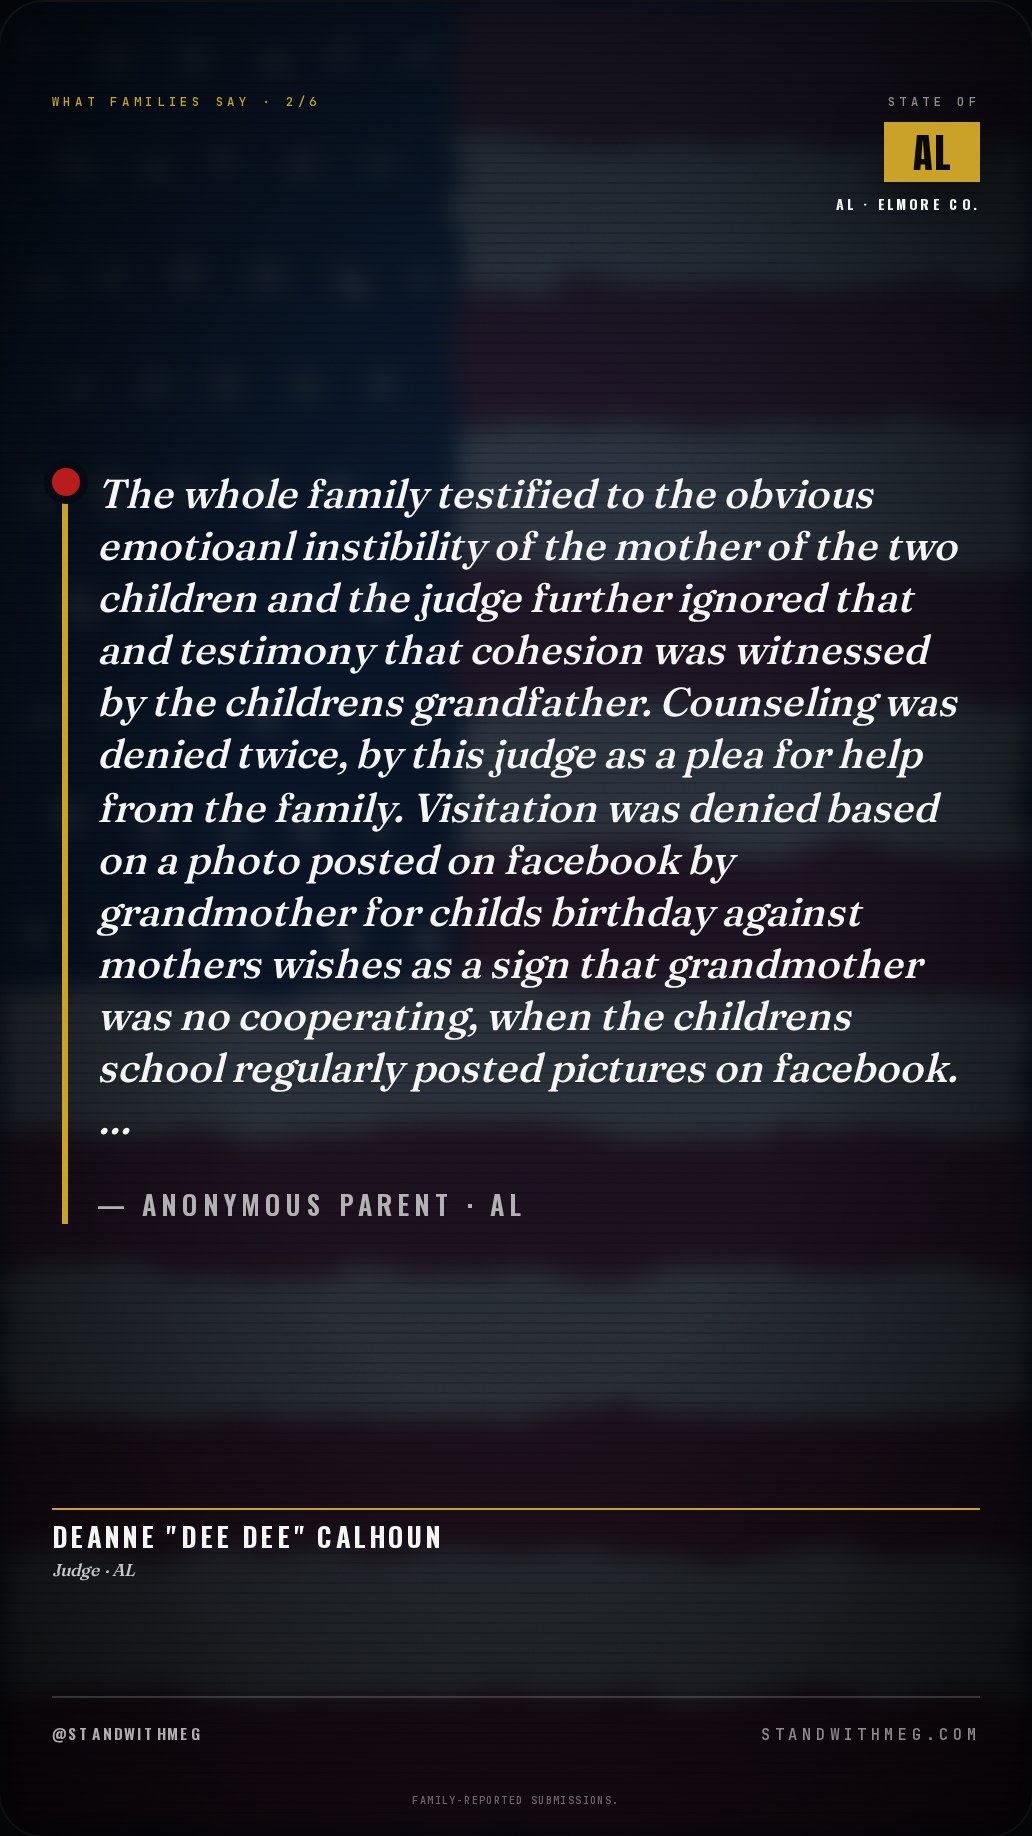 WHAT FAMILIES SAY · 2/6
STATE OF
AL
AL · ELMORE CO.
The whole family testified to the obvious
emotioanl instibility of the mother of the two
children and the judge further ignored that
and testimony that cohesion was witnessed
by the childrens grandfather. Counseling was
denied twice, by this judge as a plea for help
from the family. Visitation was denied based
on a photo posted on facebook by
grandmother for childs birthday against
mothers wishes as a sign that grandmother
was no cooperating, when the childrens
school regularly posted pictures on facebook.
...
— ANONYMOUS PARENT · AL
DEANNE "DEE DEE" CALHOUN
Judge · AL
@STANDWITHMEG
STANDWITHMEG.COM
FAMILY-REPORTED SUBMISSIONS.